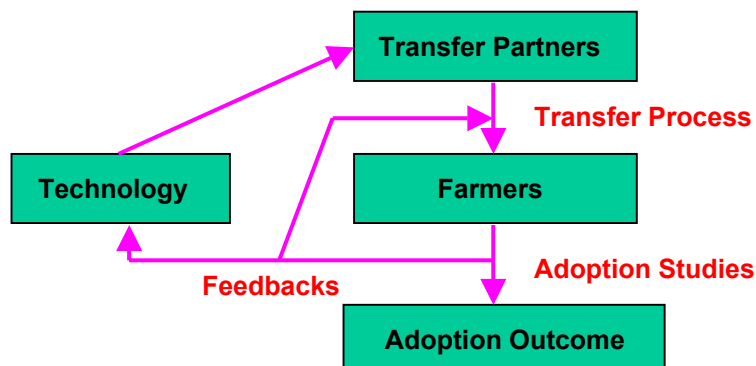 Transfer Partners
Transfer Process
Technology
Farmers
Feedbacks
Adoption Studies
Adoption Outcome